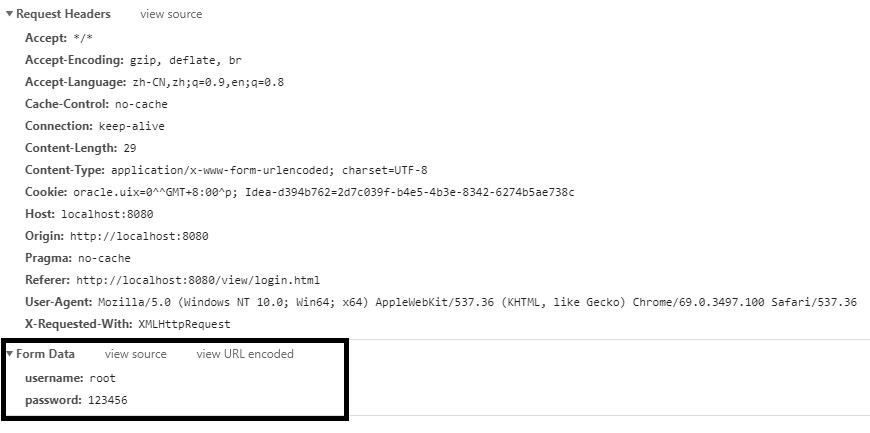 Request Headers view source
Accept: */*
Accept-Encoding: gzip, deflate, br
Accept-Language: zh-CN,zh;q=0.9,en;q=0.8
Cache-Control: no-cache
Connection: keep-alive
Content-Length: 29
Content-Type: application/x-www-form-urlencoded; charset=UTF-8
Cookie: oracle.uix=0^^GMT+8:00^p; Idea-d394b762=2d7c039f-b4e5-4b3e-8342-6274b5ae738c
Host: localhost:8080
Origin: http://localhost:8080
Pragma: no-cache
Referer: http://localhost:8080/view/login.html
User-Agent: Mozilla/5.0 (Windows NT 10.0; Win64; x64) AppleWebKit/537.36 (KHTML, like Gecko) Chrome/69.0.3497.100 Safari/537.36
X-Requested-With: XMLHttpRequest
Form Data view source view URL encoded
username: root
password: 123456